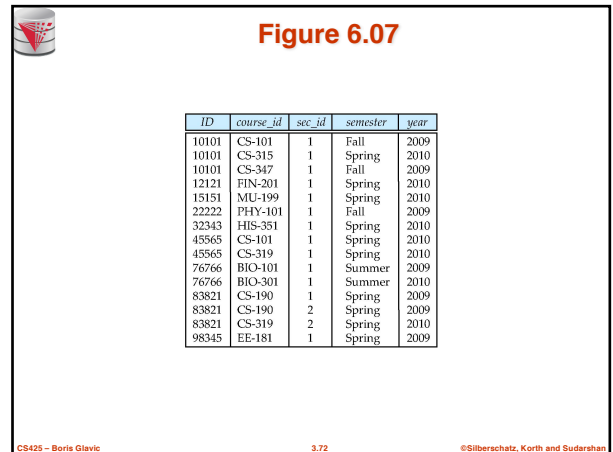 Figure 6.07
ID course_id sec_id semester year
10101 CS-101 1 Fall 2009
10101 CS-315 1 Spring 2010
10101 CS-347 1 Fall 2009
12121 FIN-201 1 Spring 2010
15151 MU-199 1 Spring 2010
22222 PHY-101 1 Fall 2009
32343 HIS-351 1 Spring 2010
45565 CS-101 1 Spring 2010
45565 CS-319 1 Spring 2010
76766 BIO-101 1 Summer 2009
76766 BIO-301 1 Summer 2010
83821 CS-190 1 Spring 2009
83821 CS-190 2 Spring 2009
83821 CS-319 2 Spring 2010
98345 EE-181 1 Spring 2009
CS425 – Boris Glavic 3.72 ©Silberschatz, Korth and Sudarshan